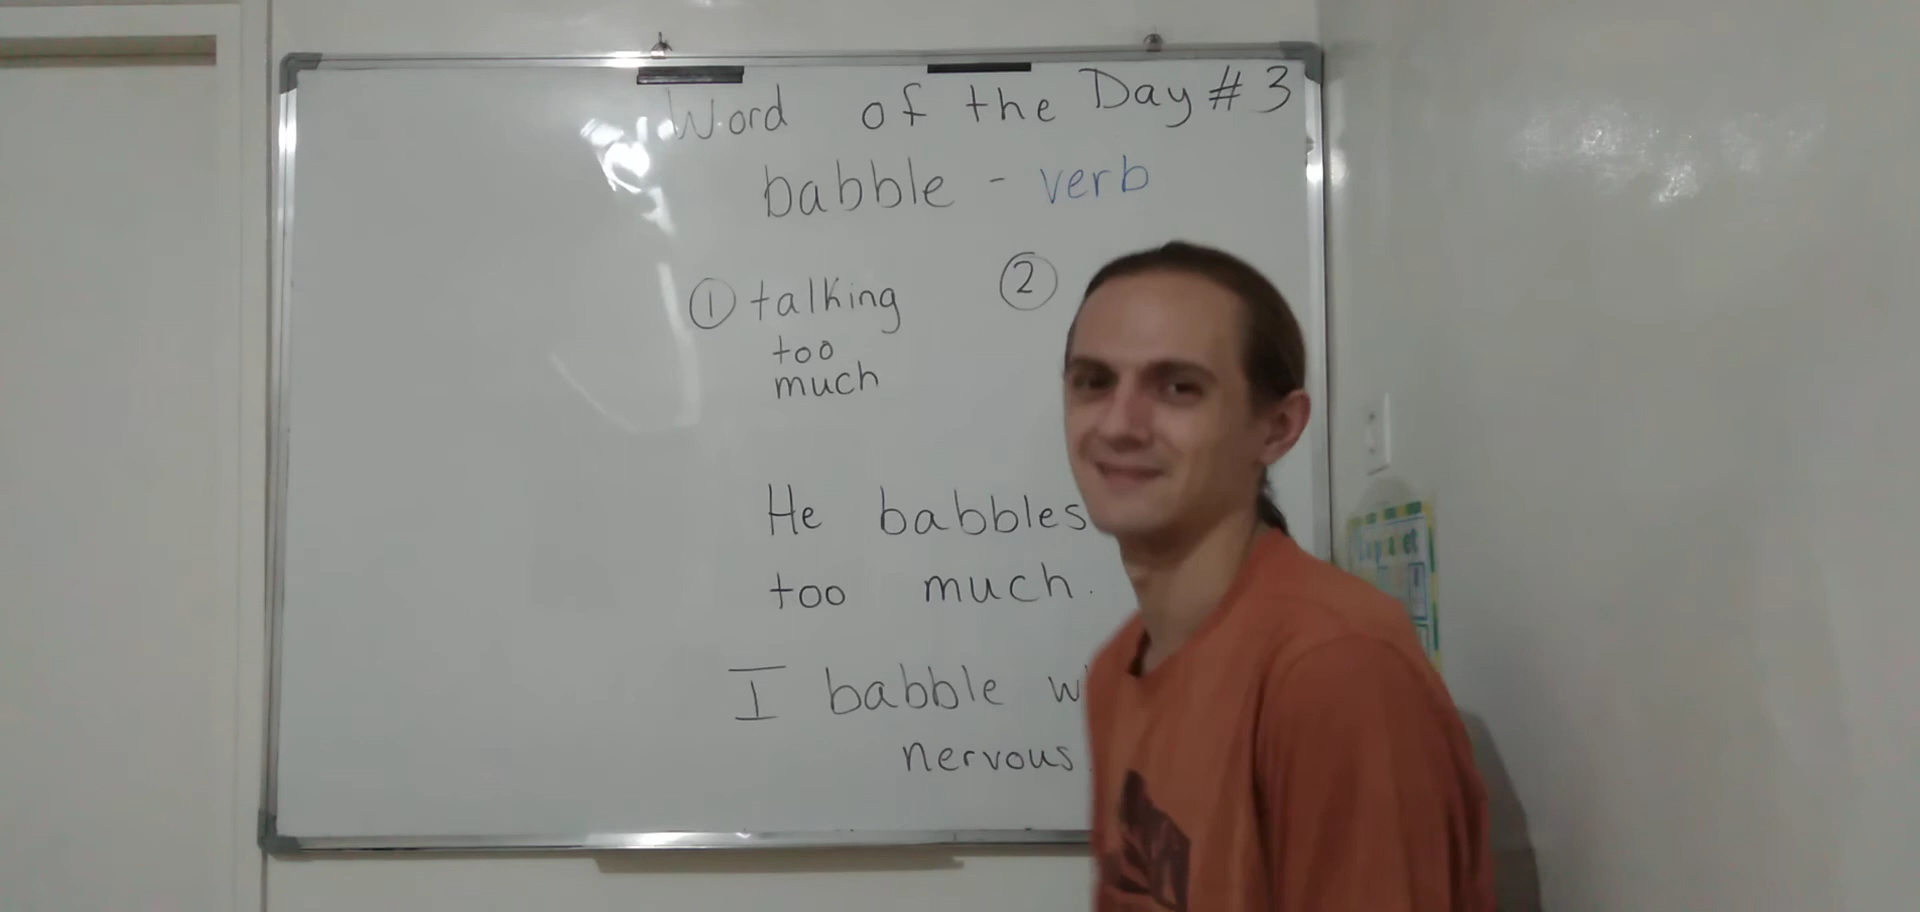 Word of the Day #3
babble - verb
① talking
too
much
②
He babbles
too much.
I babble
nervous